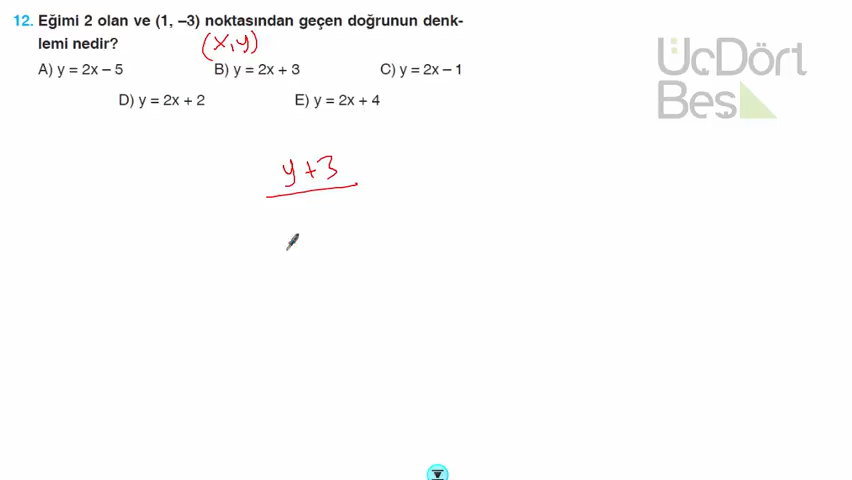 12. Eğimi 2 olan ve (1, –3) noktasından geçen doğrunun denk-
lemi nedir?
(x,y)
A) y = 2x – 5 B) y = 2x + 3 C) y = 2x – 1
D) y = 2x + 2 E) y = 2x + 4
ÜçDört
Beş
y+3